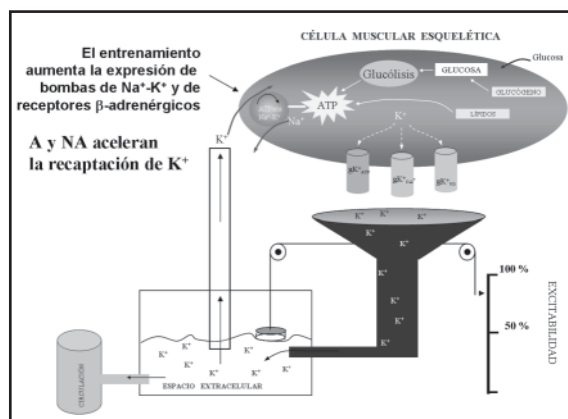 CÉLULA MUSCULAR ESQUELÉTICA
El entrenamiento
aumenta la expresión de
bombas de Na⁺-K⁺ y de
receptores β-adrenérgicos
A y NA aceleran
la recaptación de K⁺
Glucosa
Glucólisis
GLUCOSA
GLUCÓGENO
LÍPIDOS
ATP
Na⁺
K⁺
K⁺
K⁺ K⁺ K⁺
K⁺
K⁺ K⁺
K⁺
K⁺
K⁺
K⁺
K⁺
100 %
50 %
EXCITABILIDAD
K⁺
K⁺ K⁺ K⁺ K⁺
K⁺ K⁺ K⁺ K⁺
K⁺ K⁺
ESPACIO EXTRACELULAR
CIRCULACIÓN